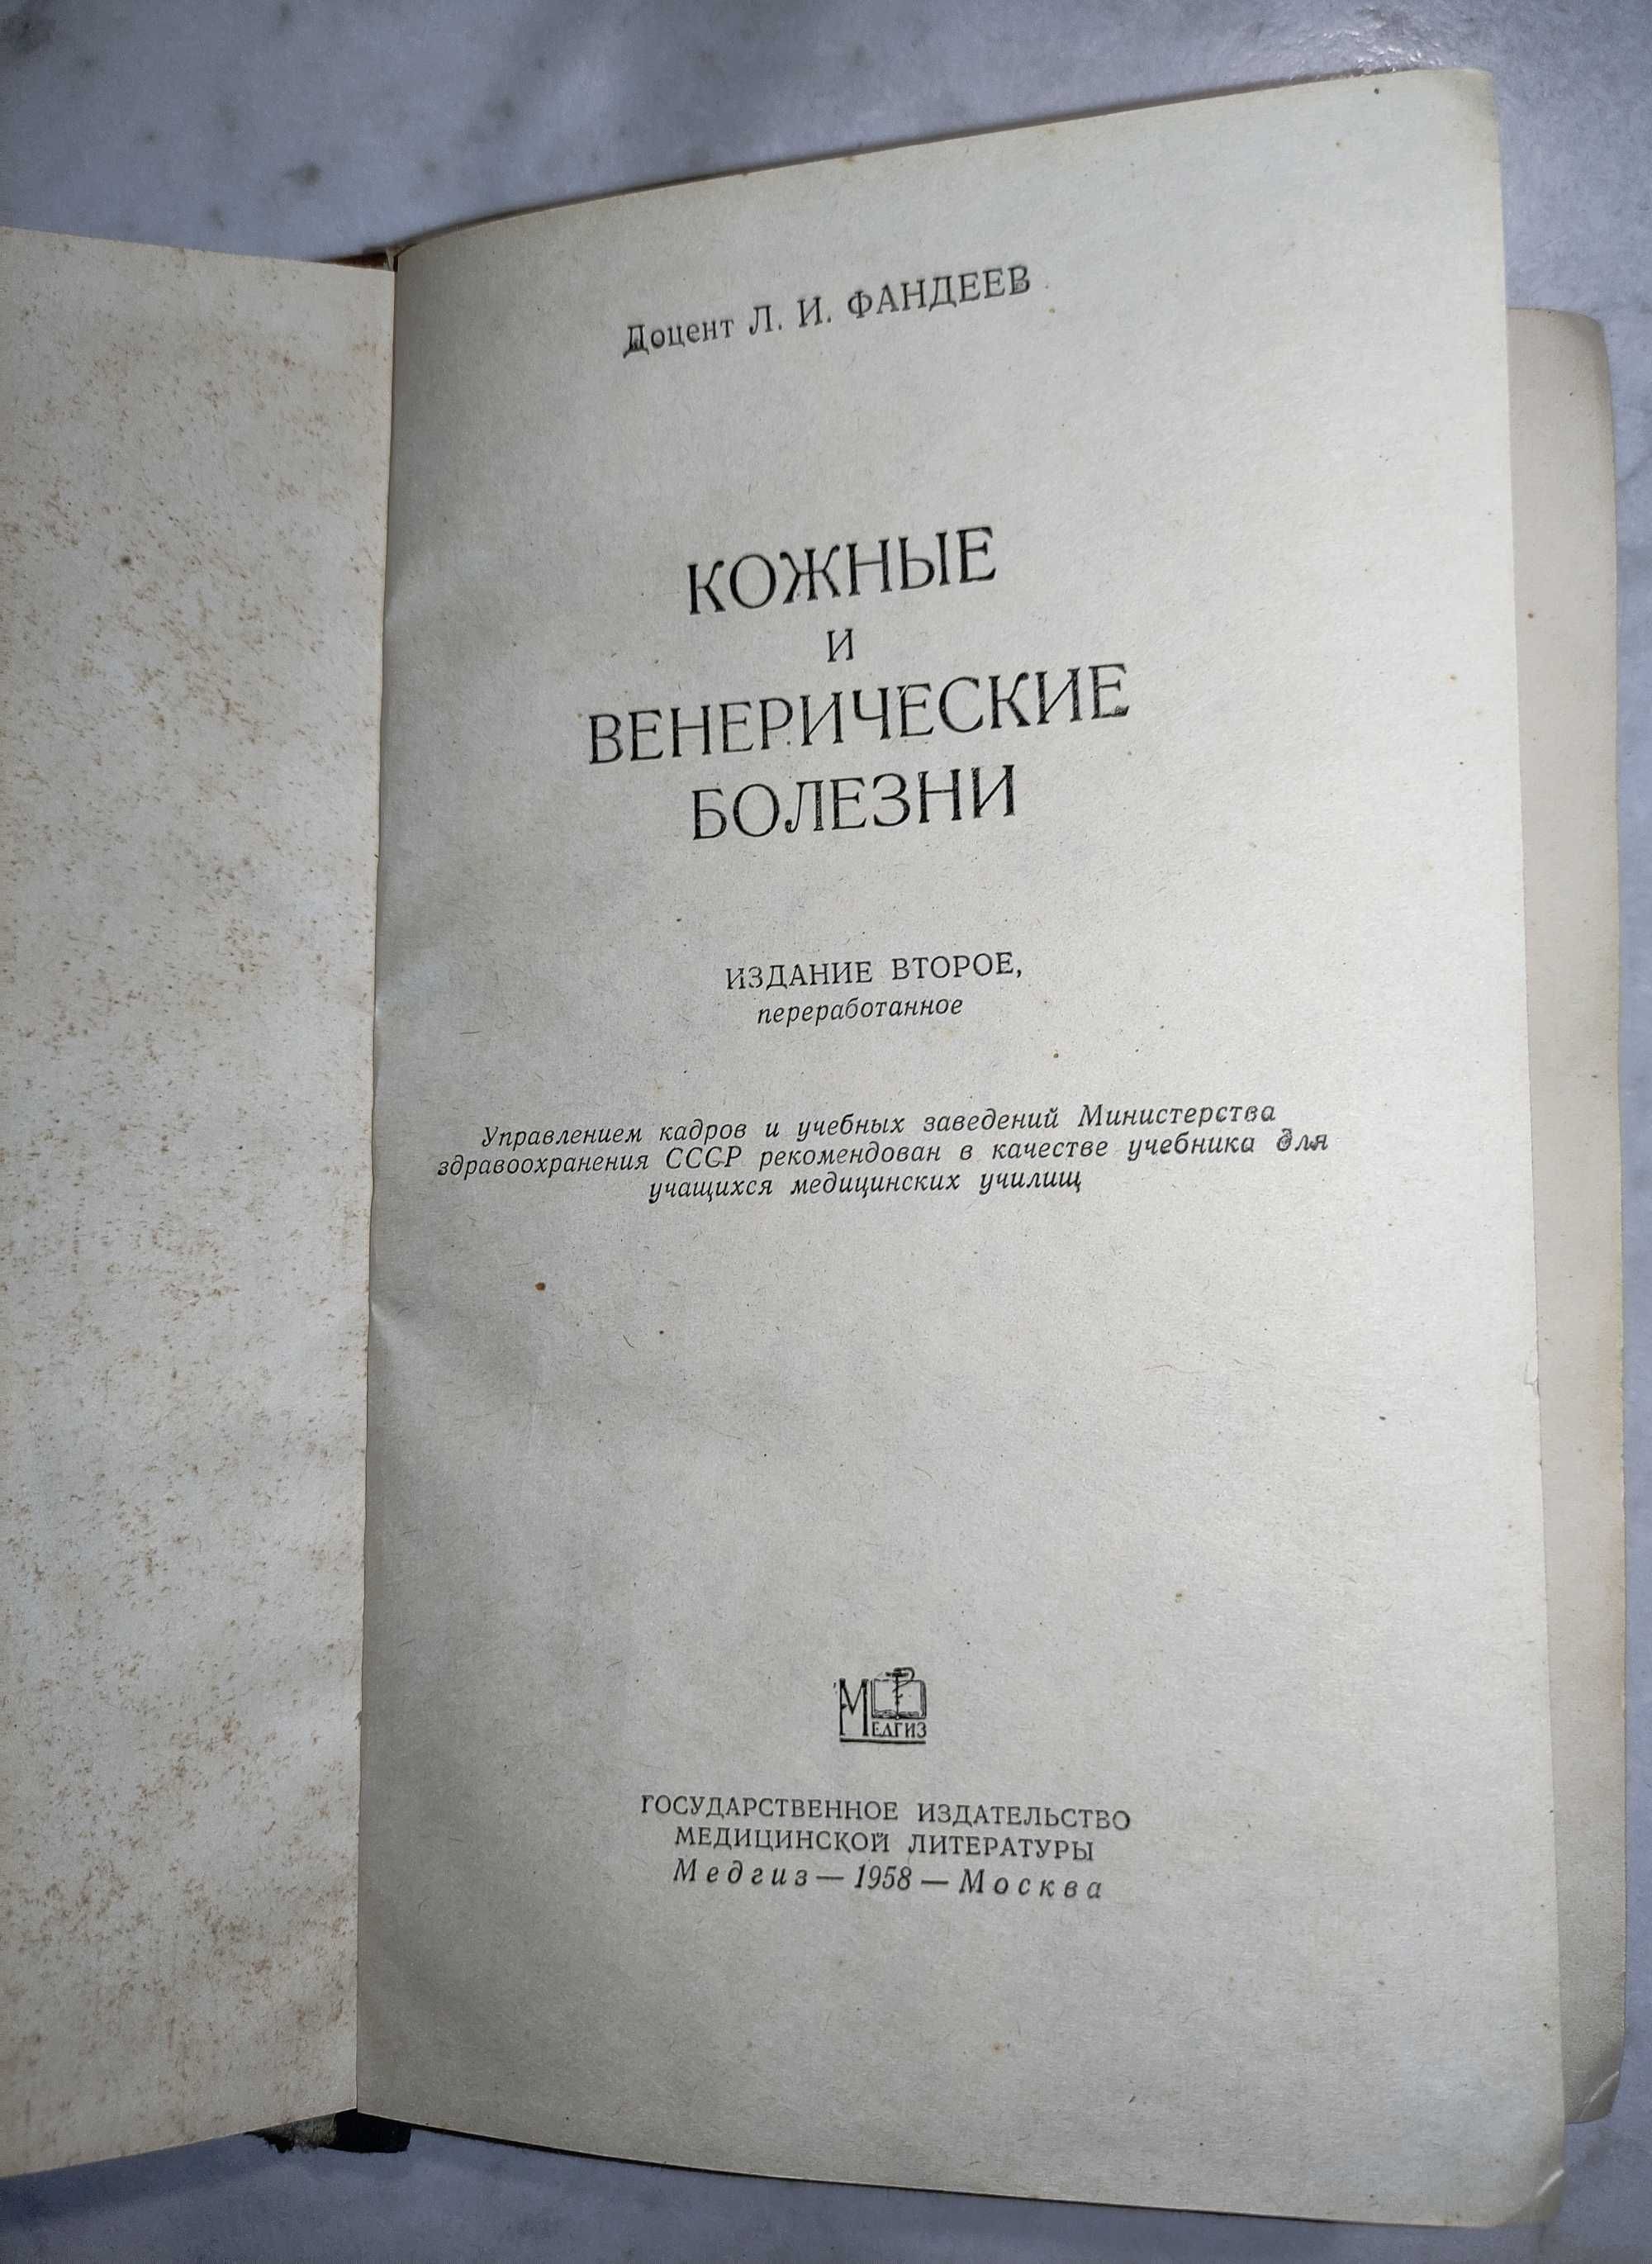 Доцент Л. И. ФАНДЕЕВ
КОЖНЫЕ
И
ВЕНЕРИЧЕСКИЕ
БОЛЕЗНИ
ИЗДАНИЕ ВТОРОЕ,
переработанное
Управлением кадров и учебных заведений Министерства
здравоохранения СССР рекомендован в качестве учебника для
учащихся медицинских училищ
МЕДГИЗ
ГОСУДАРСТВЕННОЕ ИЗДАТЕЛЬСТВО
МЕДИЦИНСКОЙ ЛИТЕРАТУРЫ
Медгиз — 1958 — Москва